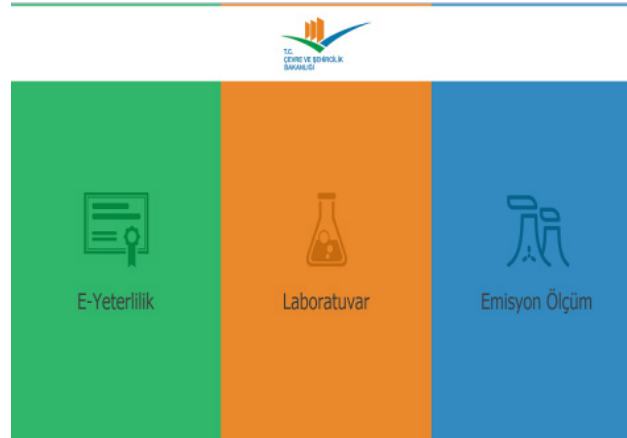 T.C.
ÇEVRE VE ŞEHİRCİLİK
BAKANLIĞI
E-Yeterlilik
Laboratuvar
Emisyon Ölçüm